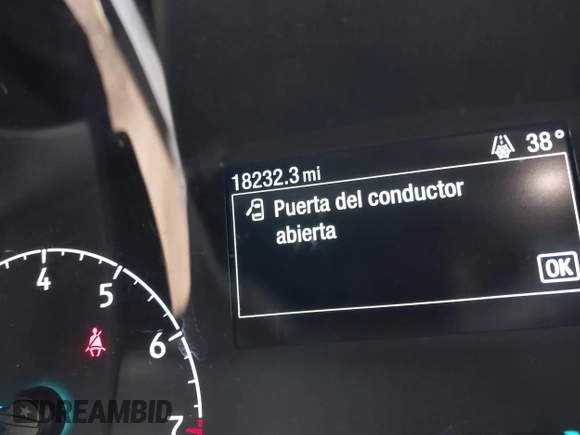 38°
18232.3 mi
Puerta del conductor
abierta
OK
4
5
6
7
DREAMBID